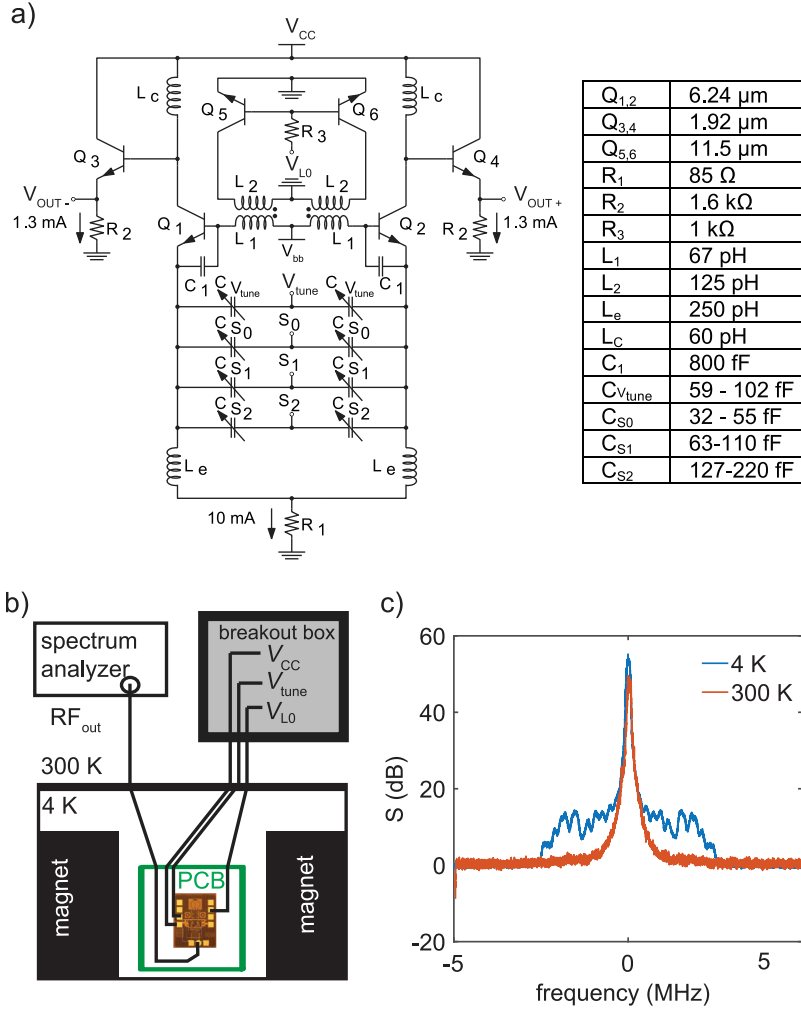 a)
V_CC
L_C
L_C
Q_5
Q_6
R_3
V_L0
Q_3
Q_4
V_OUT -
V_OUT +
1.3 mA
1.3 mA
L_2
L_2
R_2
R_2
Q_1
Q_2
L_1
L_1
V_bb
C_1
C_1
C_Vtune
V_tune
C_Vtune
C_S0
S_0
C_S0
C_S1
S_1
C_S1
C_S2
S_2
C_S2
L_e
L_e
10 mA
R_1
Q_1,2 6.24 µm
Q_3,4 1.92 µm
Q_5,6 11.5 µm
R_1 85 Ω
R_2 1.6 kΩ
R_3 1 kΩ
L_1 67 pH
L_2 125 pH
L_e 250 pH
L_C 60 pH
C_1 800 fF
C_Vtune 59 - 102 fF
C_S0 32 - 55 fF
C_S1 63-110 fF
C_S2 127-220 fF
b)
spectrum
analyzer
RF_out
breakout box
V_CC
V_tune
V_L0
300 K
4 K
magnet
PCB
magnet
c)
60
40
20
0
-20
S (dB)
4 K
300 K
-5
0
5
frequency (MHz)